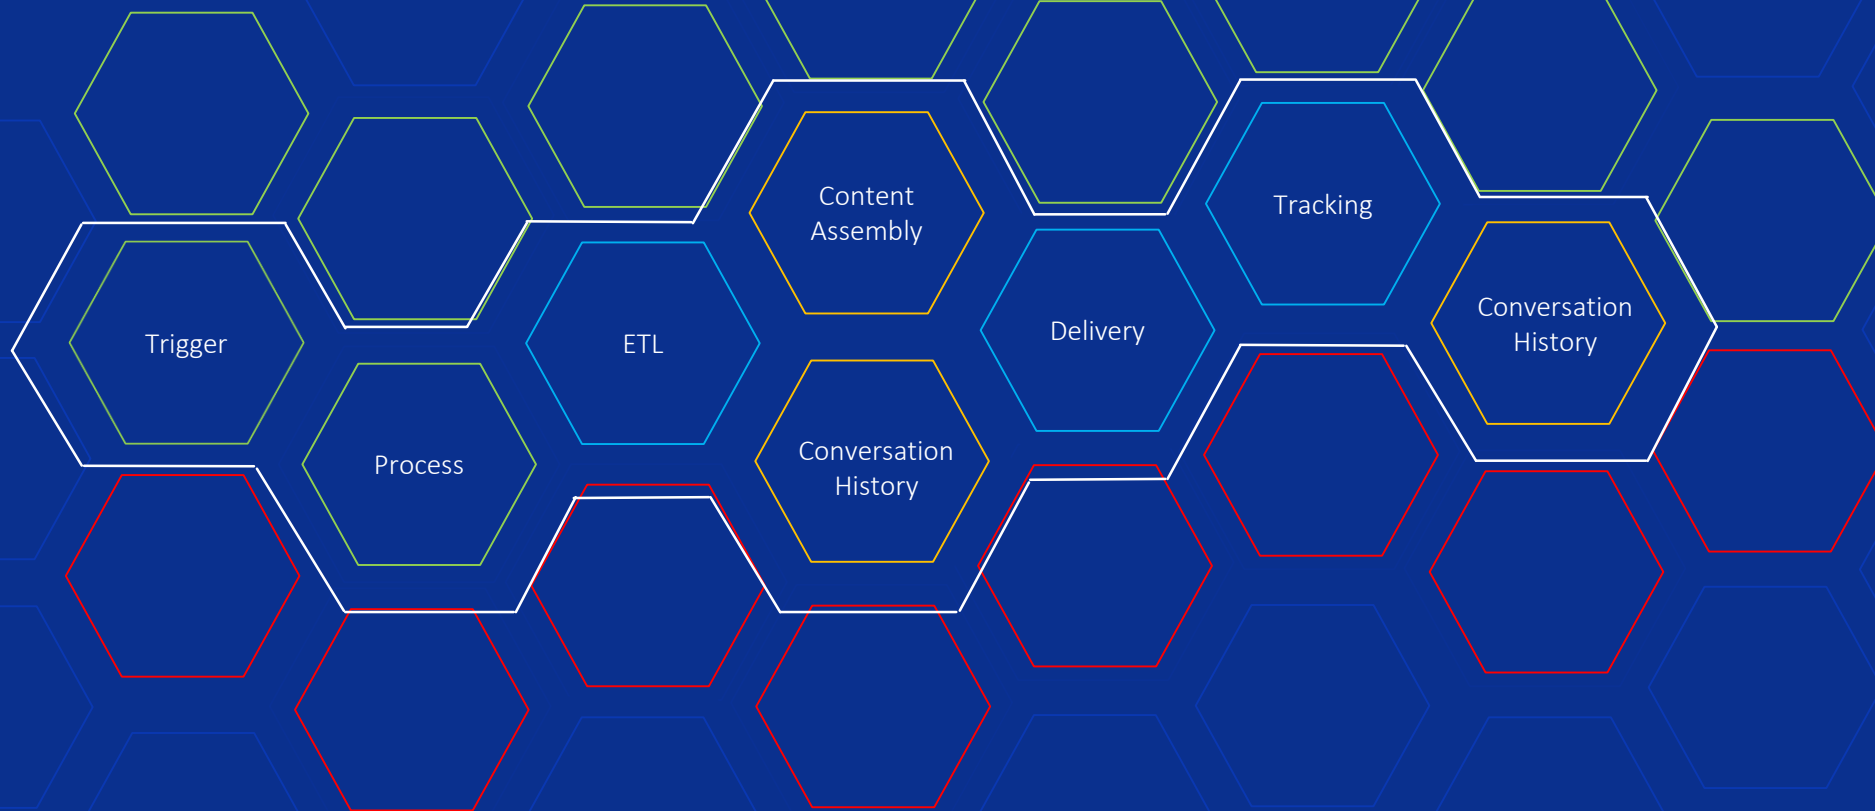 Trigger
Process
ETL
Content
Assembly
Conversation
History
Delivery
Tracking
Conversation
History